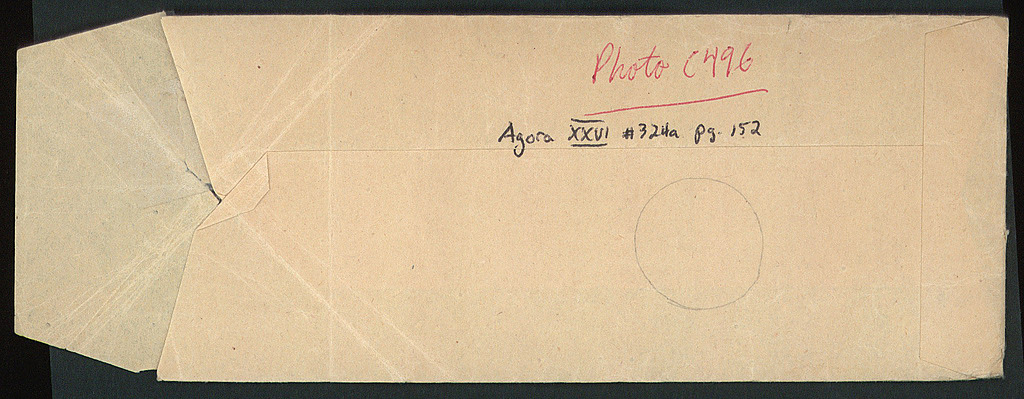 Photo C496
Agora XXVI #324a pg. 152